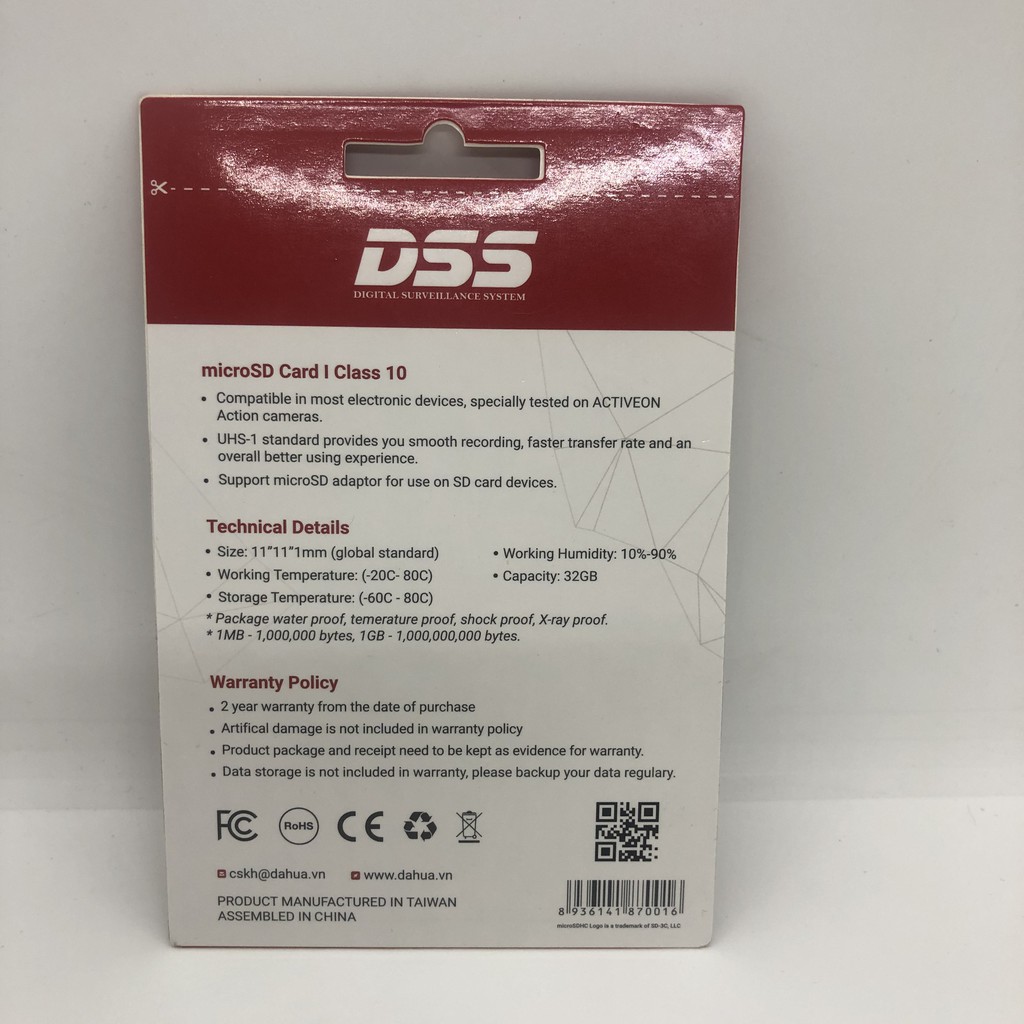 DSS
DIGITAL SURVEILLANCE SYSTEM
microSD Card I Class 10
• Compatible in most electronic devices, specially tested on ACTIVEON
Action cameras.
• UHS-1 standard provides you smooth recording, faster transfer rate and an
overall better using experience.
• Support microSD adaptor for use on SD card devices.
Technical Details
• Size: 11”11”1mm (global standard)
• Working Temperature: (-20C- 80C)
• Storage Temperature: (-60C - 80C)
• Working Humidity: 10%-90%
• Capacity: 32GB
* Package water proof, temerature proof, shock proof, X-ray proof.
* 1MB - 1,000,000 bytes, 1GB - 1,000,000,000 bytes.
Warranty Policy
• 2 year warranty from the date of purchase
• Artifical damage is not included in warranty policy
• Product package and receipt need to be kept as evidence for warranty.
• Data storage is not included in warranty, please backup your data regulary.
FC RoHS CE
cskh@dahua.vn www.dahua.vn
PRODUCT MANUFACTURED IN TAIWAN
ASSEMBLED IN CHINA
8 936141 870016
microSDHC Logo is a trademark of SD-3C, LLC